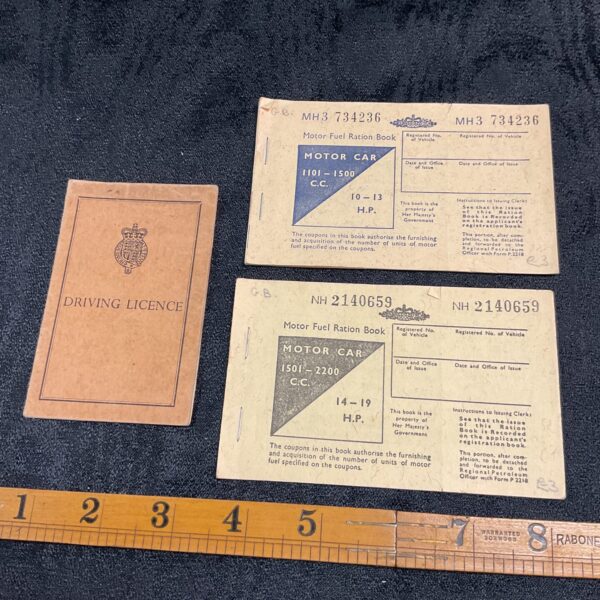 DRIVING LICENCE
G.B.
MH3 734236
MH3 734236
Motor Fuel Ration Book
MOTOR CAR
1101 – 1500
C.C.
10 – 13
H.P.
The coupons in this book authorise the furnishing
and acquisition of the number of units of motor
fuel specified on the coupons.
Registered No.
of Vehicle
Registered No. of Vehicle
Date and Office
of Issue
Date and Office of Issue
This book is the
property of
Her Majesty's
Government
Instructions to Issuing Clerk:
See that the issue
of this Ration
Book is Recorded
on the applicant's
registration book.
This portion, after com-
pletion, to be detached
and forwarded to the
Regional Petroleum
Officer with Form P 2218
£3
G.B.
NH 2140659
NH 2140659
Motor Fuel Ration Book
MOTOR CAR
1501 – 2200
C.C.
14 – 19
H.P.
The coupons in this book authorise the furnishing
and acquisition of the number of units of motor
fuel specified on the coupons.
Registered No.
of Vehicle
Registered No. of Vehicle
Date and Office
of Issue
Date and Office of Issue
This book is the
property of
Her Majesty's
Government
Instructions to Issuing Clerk:
See that the issue
of this Ration
Book is Recorded
on the applicant's
registration book.
This portion, after com-
pletion, to be detached
and forwarded to the
Regional Petroleum
Officer with Form P 2218
£3
1 2 3 4 5 7 8
WARRANTED
BOXWOOD
RABONE